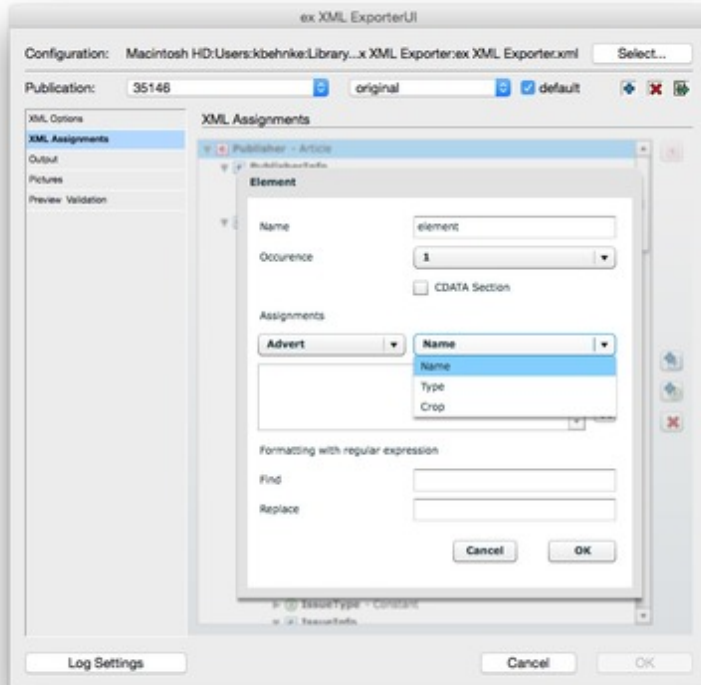 ex XML ExporterUI
Configuration: Macintosh HD:Users:kbehnke:Library...x XML Exporter:ex XML Exporter.xml Select...
Publication: 35146 original default
XML Options
XML Assignments
Output
Pictures
Preview Validation
XML Assignments
Publisher - Article
PublisherInfo
Element
Name element
Occurence 1
CDATA Section
Assignments
Advert Name
Name
Type
Crop
Formatting with regular expression
Find
Replace
Cancel OK
IssueType - Constant
IssueInfo
Log Settings Cancel OK